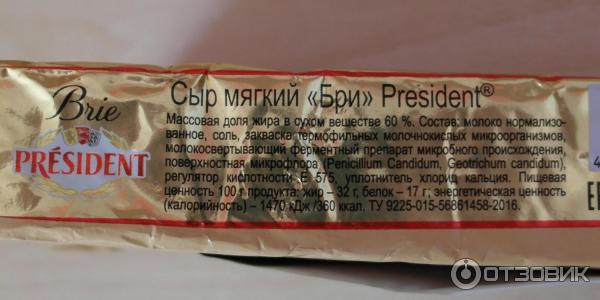 Brie
PRÉSIDENT
Сыр мягкий «Бри» President®
Массовая доля жира в сухом веществе 60 %. Состав: молоко нормализо-
ванное, соль, закваска термофильных молочнокислых микроорганизмов,
молокосвертывающий ферментный препарат микробного происхождения,
поверхностная микрофлора (Penicillium Candidum, Geotrichum candidum),
регулятор кислотности Е 575, уплотнитель хлорид кальция. Пищевая
ценность 100 г продукта: жир – 32 г, белок – 17 г; энергетическая ценность
(калорийность) – 1470 кДж /360 ккал. ТУ 9225-015-56861458-2016.
4
ОТЗОВИК